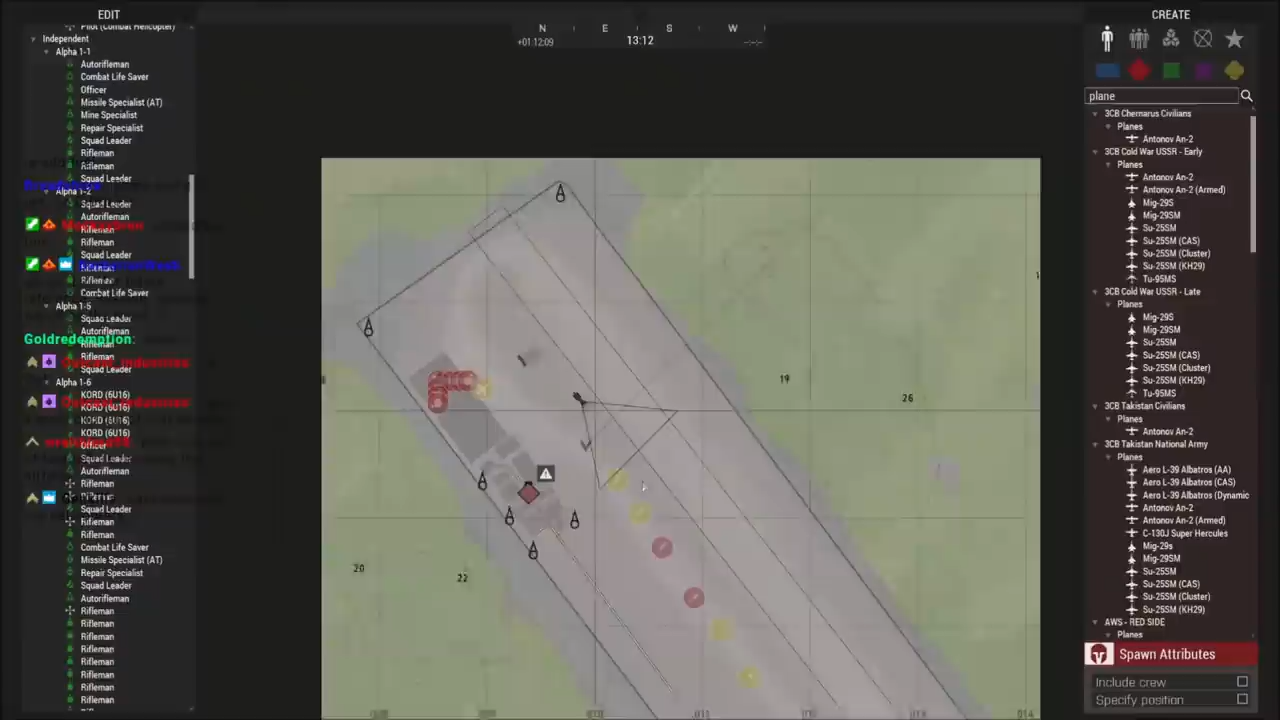 EDIT
Pilot (Combat Helicopter)
Independent
Alpha 1-1
Autorifleman
Combat Life Saver
Officer
Missile Specialist (AT)
Mine Specialist
Repair Specialist
Squad Leader
Rifleman
Rifleman
Squad Leader
Alpha 1-2
Squad Leader
Autorifleman
Rifleman
Rifleman
Squad Leader
Rifleman
Rifleman
Combat Life Saver
Alpha 1-5
Squad Leader
Autorifleman
Rifleman
Goldredemption:
Rifleman
Squad Leader
Alpha 1-6
KORD (6U16)
KORD (6U16)
KORD (6U16)
KORD (6U16)
Officer
Squad Leader
Autorifleman
Rifleman
Rifleman
Squad Leader
Rifleman
Rifleman
Combat Life Saver
Missile Specialist (AT)
Repair Specialist
Squad Leader
Autorifleman
Rifleman
Rifleman
Rifleman
Rifleman
Rifleman
Rifleman
Rifleman
Rifleman
N E S W
+01:12:09 13:12
19
26
20
22
CREATE
plane
3CB Chernarus Civilians
Planes
Antonov An-2
3CB Cold War USSR - Early
Planes
Antonov An-2
Antonov An-2 (Armed)
Mig-29S
Mig-29SM
Su-25SM
Su-25SM (CAS)
Su-25SM (Cluster)
Su-25SM (KH29)
Tu-95MS
3CB Cold War USSR - Late
Planes
Mig-29S
Mig-29SM
Su-25SM
Su-25SM (CAS)
Su-25SM (Cluster)
Su-25SM (KH29)
Tu-95MS
3CB Takistan Civilians
Planes
Antonov An-2
3CB Takistan National Army
Planes
Aero L-39 Albatros (AA)
Aero L-39 Albatros (CAS)
Aero L-39 Albatros (Dynamic
Antonov An-2
Antonov An-2 (Armed)
C-130J Super Hercules
Mig-29s
Mig-29SM
Su-25SM
Su-25SM (CAS)
Su-25SM (Cluster)
Su-25SM (KH29)
AWS - RED SIDE
Planes
Spawn Attributes
Include crew
Specify position